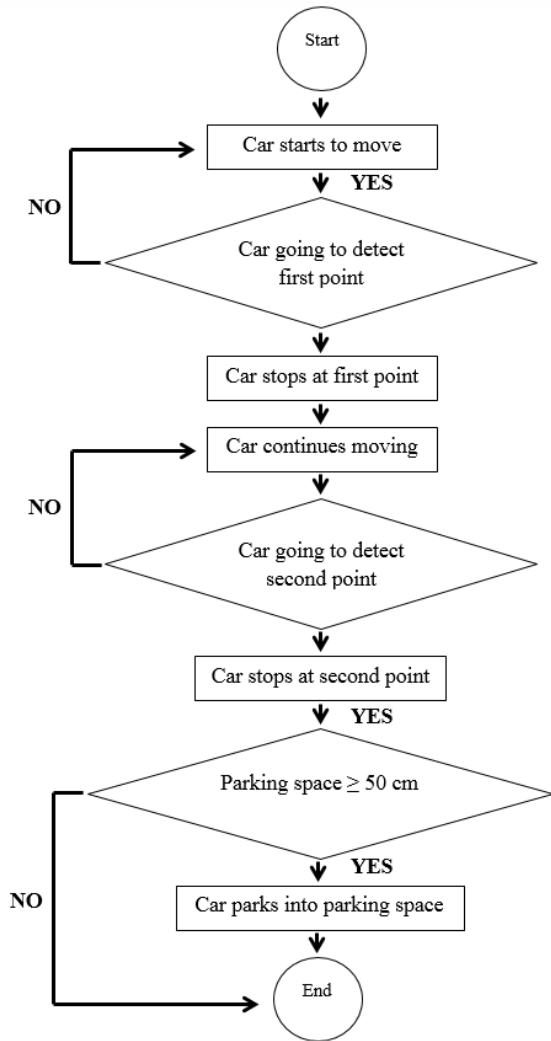 Start
Car starts to move
YES
NO
Car going to detect
first point
Car stops at first point
Car continues moving
NO
Car going to detect
second point
Car stops at second point
YES
Parking space ≥ 50 cm
YES
NO
Car parks into parking space
End